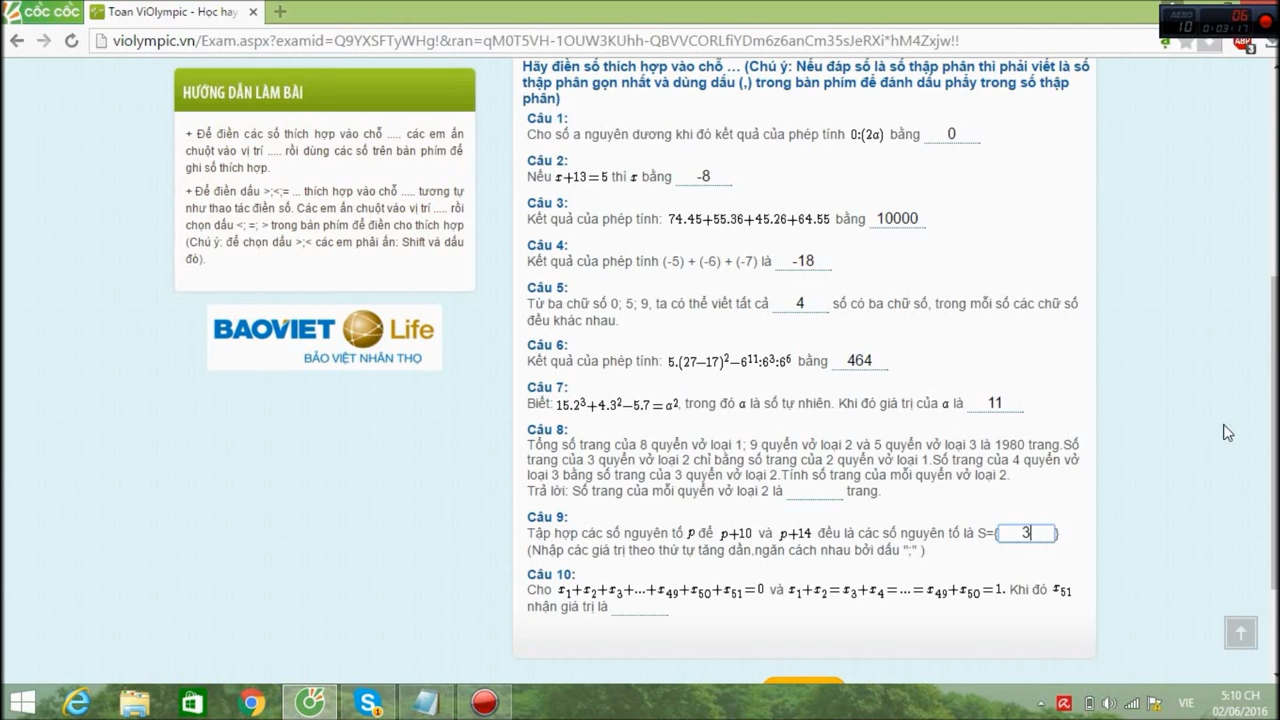 cốc cốc
Toan ViOlympic - Học hay
AERO
10
06
0:03:17
violympic.vn/Exam.aspx?examid=
ABP
3
HƯỚNG DẪN LÀM BÀI
+ Để điền các số thích hợp vào chỗ ..... các em ấn
chuột vào vị trí ..... rồi dùng các số trên bàn phím để
ghi số thích hợp.
+ Để điền dấu >;<;= ... thích hợp vào chỗ ..... tương tự
như thao tác điền số. Các em ấn chuột vào vị trí ..... rồi
chọn dấu <; =; > trong bàn phím để điền cho thích hợp
(Chú ý: để chọn dấu >;< các em phải ấn: Shift và dấu
đó).
BAOVIET Life
BẢO VIỆT NHÂN THỌ
Hãy điền số thích hợp vào chỗ ... (Chú ý: Nếu đáp số là số thập phân thì phải viết là số
thập phân gọn nhất và dùng dấu (,) trong bàn phím để đánh dấu phẩy trong số thập
phân)
Câu 1:
Cho số a nguyên dương khi đó kết quả của phép tính 0:(2a) bằng 0
Câu 2:
Nếu x+13=5 thì x bằng -8
Câu 3:
Kết quả của phép tính: 74.45+55.36+45.26+64.55 bằng 10000
Câu 4:
Kết quả của phép tính (-5) + (-6) + (-7) là -18
Câu 5:
Từ ba chữ số 0; 5; 9, ta có thể viết tất cả 4 số có ba chữ số, trong mỗi số các chữ số
đều khác nhau.
Câu 6:
Kết quả của phép tính: 5.(27−17)²−6¹¹:6³:6⁶ bằng 464
Câu 7:
Biết: 15.2³+4.3²−5.7=a², trong đó a là số tự nhiên. Khi đó giá trị của a là 11
Câu 8:
Tổng số trang của 8 quyển vở loại 1; 9 quyển vở loại 2 và 5 quyển vở loại 3 là 1980 trang.Số
trang của 3 quyển vở loại 2 chỉ bằng số trang của 2 quyển vở loại 1.Số trang của 4 quyển vở
loại 3 bằng số trang của 3 quyển vở loại 2.Tính số trang của mỗi quyển vở loại 2.
Trả lời: Số trang của mỗi quyển vở loại 2 là trang.
Câu 9:
Tập hợp các số nguyên tố p để p+10 và p+14 đều là các số nguyên tố là S={ 3 }
(Nhập các giá trị theo thứ tự tăng dần,ngăn cách nhau bởi dấu ";" )
Câu 10:
Cho x₁+x₂+x₃+...+x₄₉+x₅₀+x₅₁=0 và x₁+x₂=x₃+x₄=...=x₄₉+x₅₀=1. Khi đó x₅₁
nhận giá trị là
VIE
5:10 CH
02/06/2016